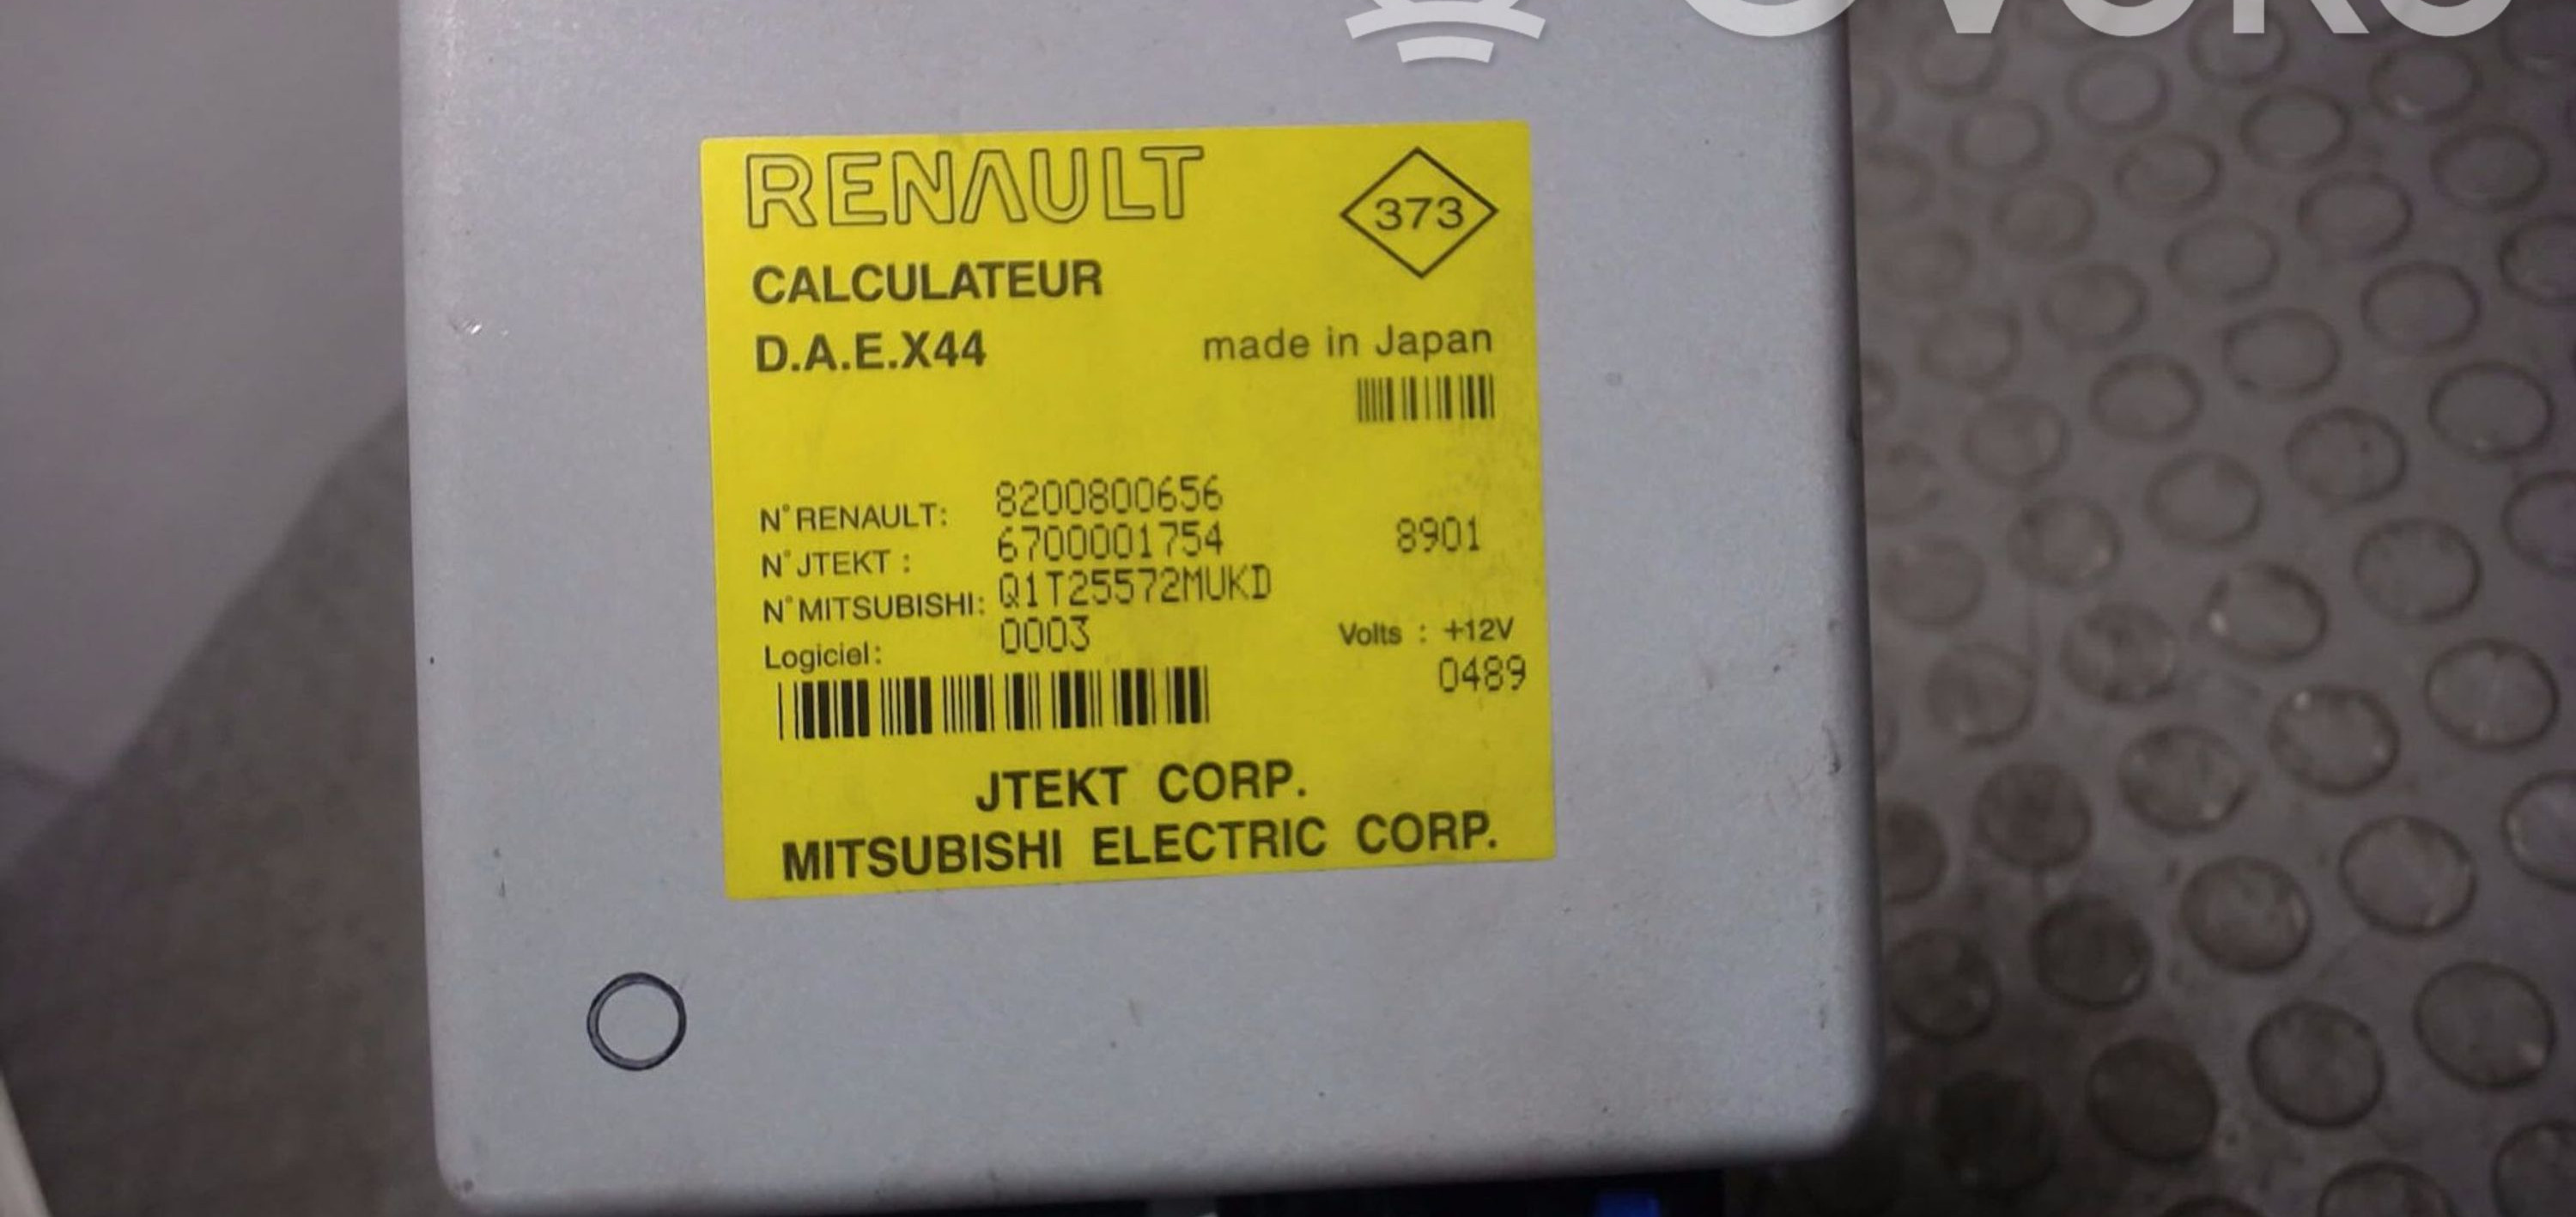 RENAULT
373
CALCULATEUR
D.A.E.X44
made in Japan
N° RENAULT: 8200800656
N° JTEKT : 6700001754 8901
N° MITSUBISHI: Q1T25572MUKD
Logiciel: 0003
Volts : +12V
0489
JTEKT CORP.
MITSUBISHI ELECTRIC CORP.